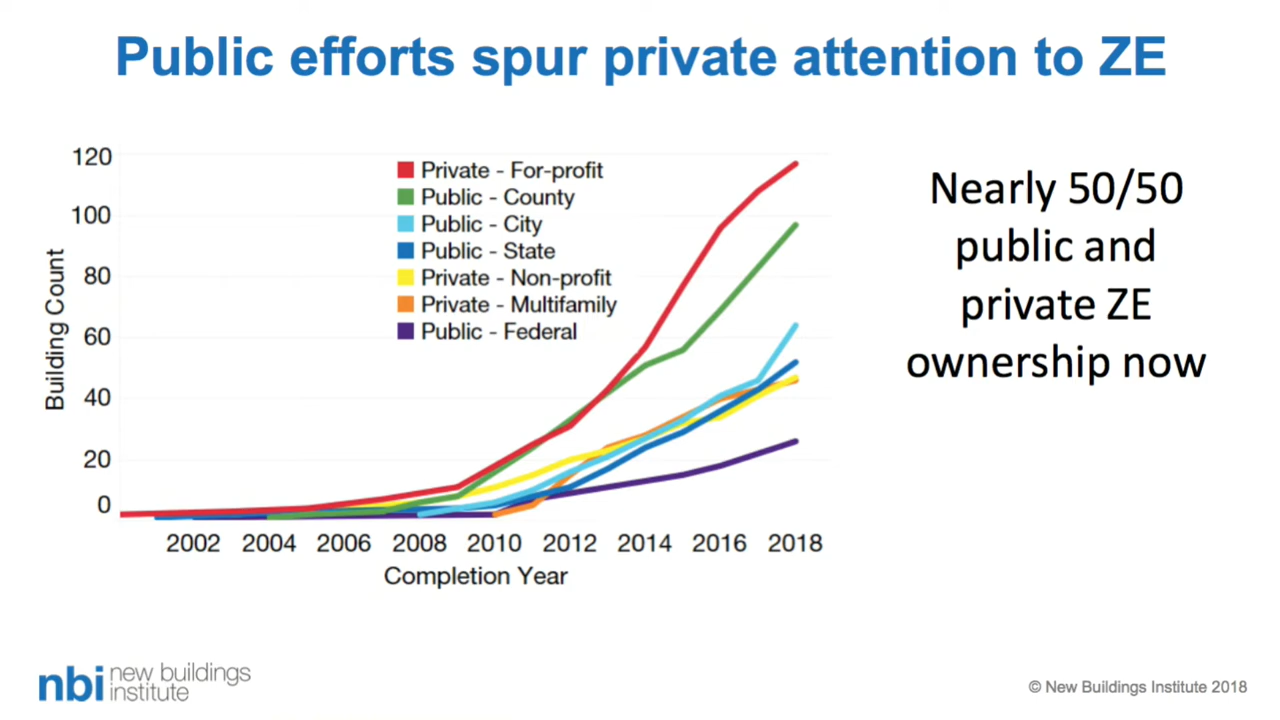 Public efforts spur private attention to ZE
120
100
80
60
40
20
0
Building Count
Private - For-profit
Public - County
Public - City
Public - State
Private - Non-profit
Private - Multifamily
Public - Federal
2002 2004 2006 2008 2010 2012 2014 2016 2018
Completion Year
Nearly 50/50
public and
private ZE
ownership now
nbi new buildings
institute
© New Buildings Institute 2018